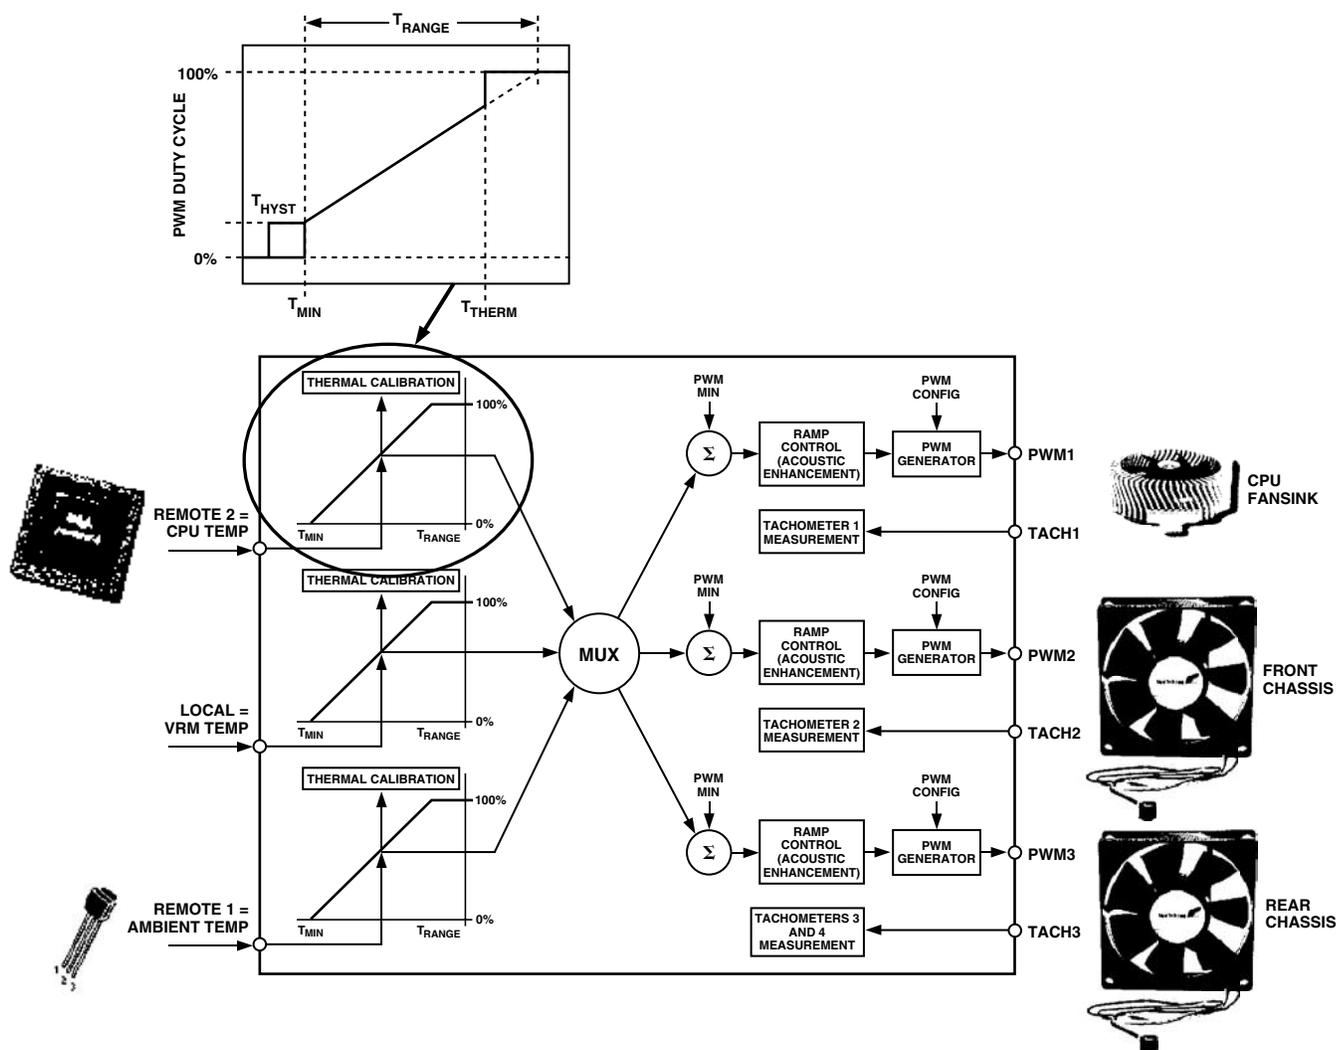 TRANGE
100%
PWM DUTY CYCLE
THYST
0%
TMIN
TTHERM
THERMAL CALIBRATION
100%
0%
TMIN
TRANGE
REMOTE 2 =
CPU TEMP
THERMAL CALIBRATION
100%
0%
TMIN
TRANGE
LOCAL =
VRM TEMP
THERMAL CALIBRATION
100%
0%
TMIN
TRANGE
REMOTE 1 =
AMBIENT TEMP
1
2
3
MUX
PWM
MIN
Σ
RAMP
CONTROL
(ACOUSTIC
ENHANCEMENT)
PWM
CONFIG
PWM
GENERATOR
PWM1
CPU
FANSINK
TACHOMETER 1
MEASUREMENT
TACH1
PWM
MIN
Σ
RAMP
CONTROL
(ACOUSTIC
ENHANCEMENT)
PWM
CONFIG
PWM
GENERATOR
PWM2
FRONT
CHASSIS
TACHOMETER 2
MEASUREMENT
TACH2
PWM
MIN
Σ
RAMP
CONTROL
(ACOUSTIC
ENHANCEMENT)
PWM
CONFIG
PWM
GENERATOR
PWM3
REAR
CHASSIS
TACHOMETERS 3
AND 4
MEASUREMENT
TACH3